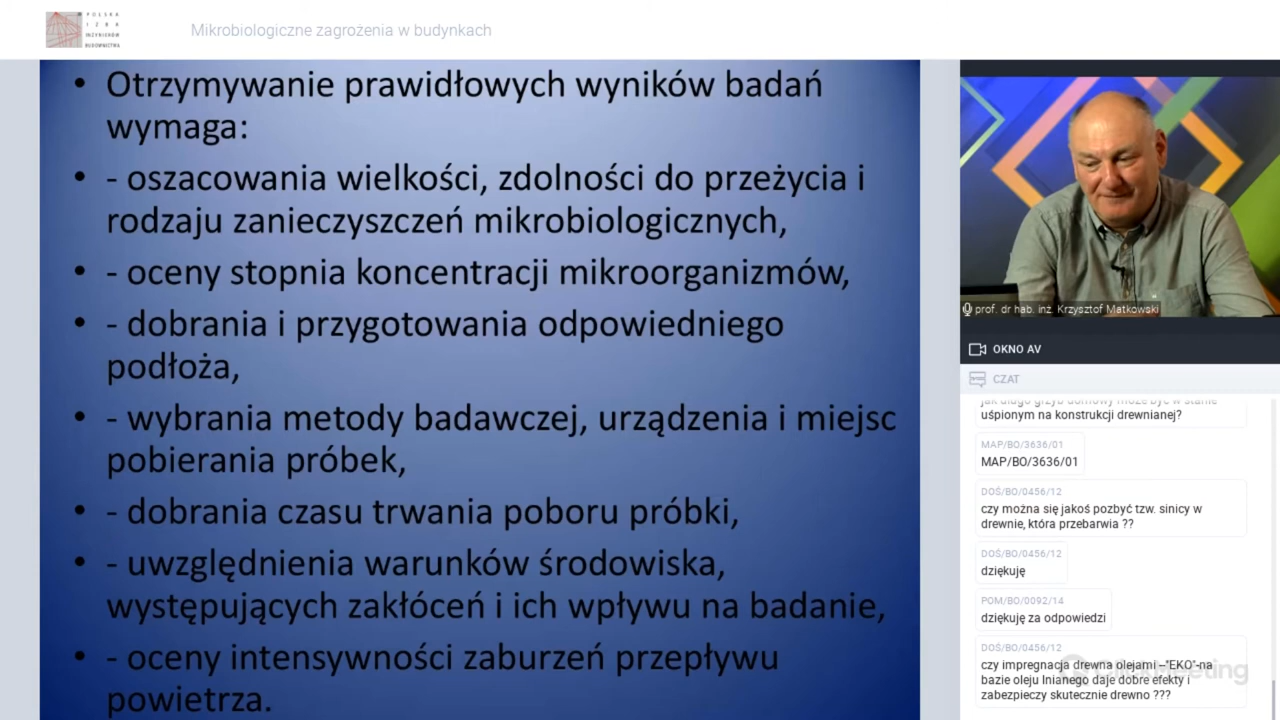 POLSKA
IZBA
INŻYNIERÓW
BUDOWNICTWA
Mikrobiologiczne zagrożenia w budynkach
• Otrzymywanie prawidłowych wyników badań
wymaga:
• - oszacowania wielkości, zdolności do przeżycia i
rodzaju zanieczyszczeń mikrobiologicznych,
• - oceny stopnia koncentracji mikroorganizmów,
• - dobrania i przygotowania odpowiedniego
podłoża,
• - wybrania metody badawczej, urządzenia i miejsc
pobierania próbek,
• - dobrania czasu trwania poboru próbki,
• - uwzględnienia warunków środowiska,
występujących zakłóceń i ich wpływu na badanie,
• - oceny intensywności zaburzeń przepływu
powietrza.
prof. dr hab. inż. Krzysztof Matkowski
OKNO AV
CZAT
jak długo grzyb domowy może być w stanie
uśpionym na konstrukcji drewnianej?
MAP/BO/3636/01
MAP/BO/3636/01
DOŚ/BO/0456/12
czy można się jakoś pozbyć tzw. sinicy w
drewnie, która przebarwia ??
DOŚ/BO/0456/12
dziękuję
POM/BO/0092/14
dziękuję za odpowiedzi
DOŚ/BO/0456/12
czy impregnacja drewna olejami –"EKO"-na
bazie oleju lnianego daje dobre efekty i
zabezpieczy skutecznie drewno ???